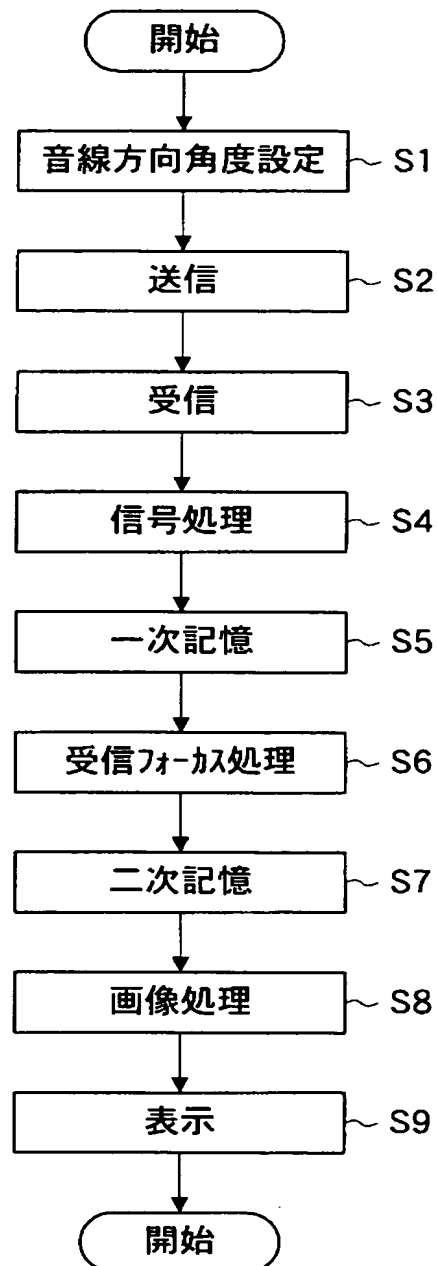 開始
音線方向角度設定 S1
送信 S2
受信 S3
信号処理 S4
一次記憶 S5
受信フォーカス処理 S6
二次記憶 S7
画像処理 S8
表示 S9
開始